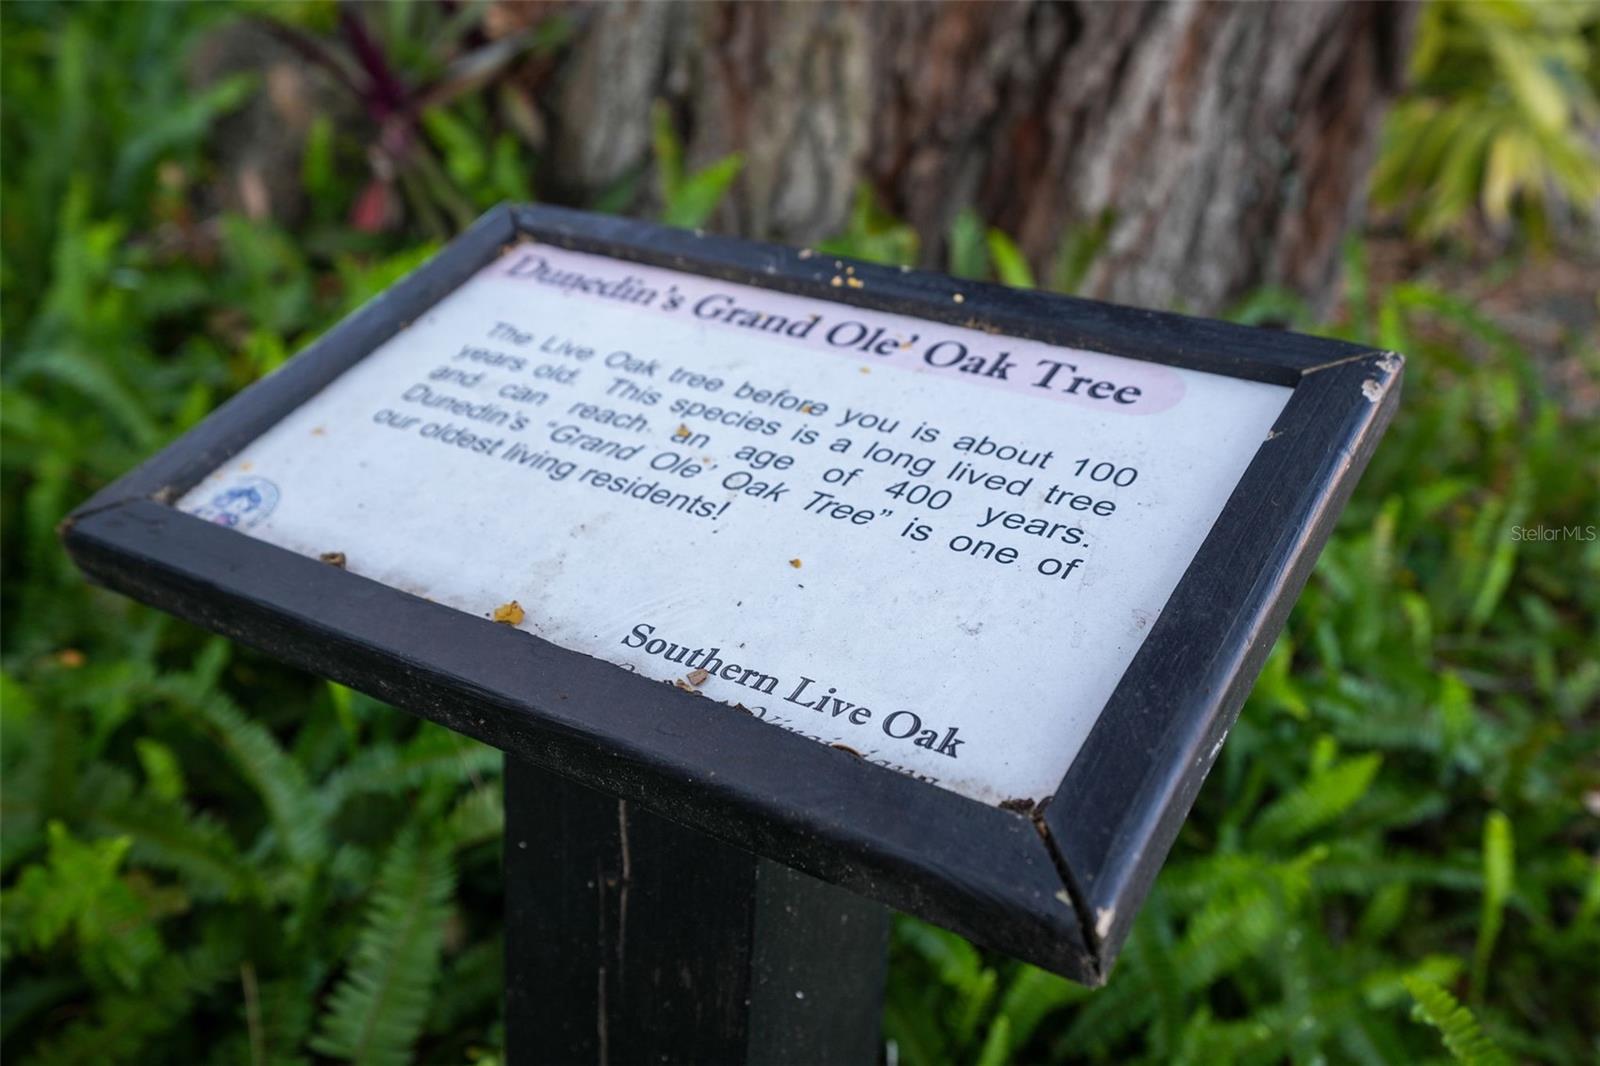 Dunedin's Grand Ole' Oak Tree
The Live Oak tree before you is about 100
years old. This species is a long lived tree
and can reach an age of 400 years.
Dunedin's "Grand Ole' Oak Tree" is one of
our oldest living residents!
Southern Live Oak
StellarMLS